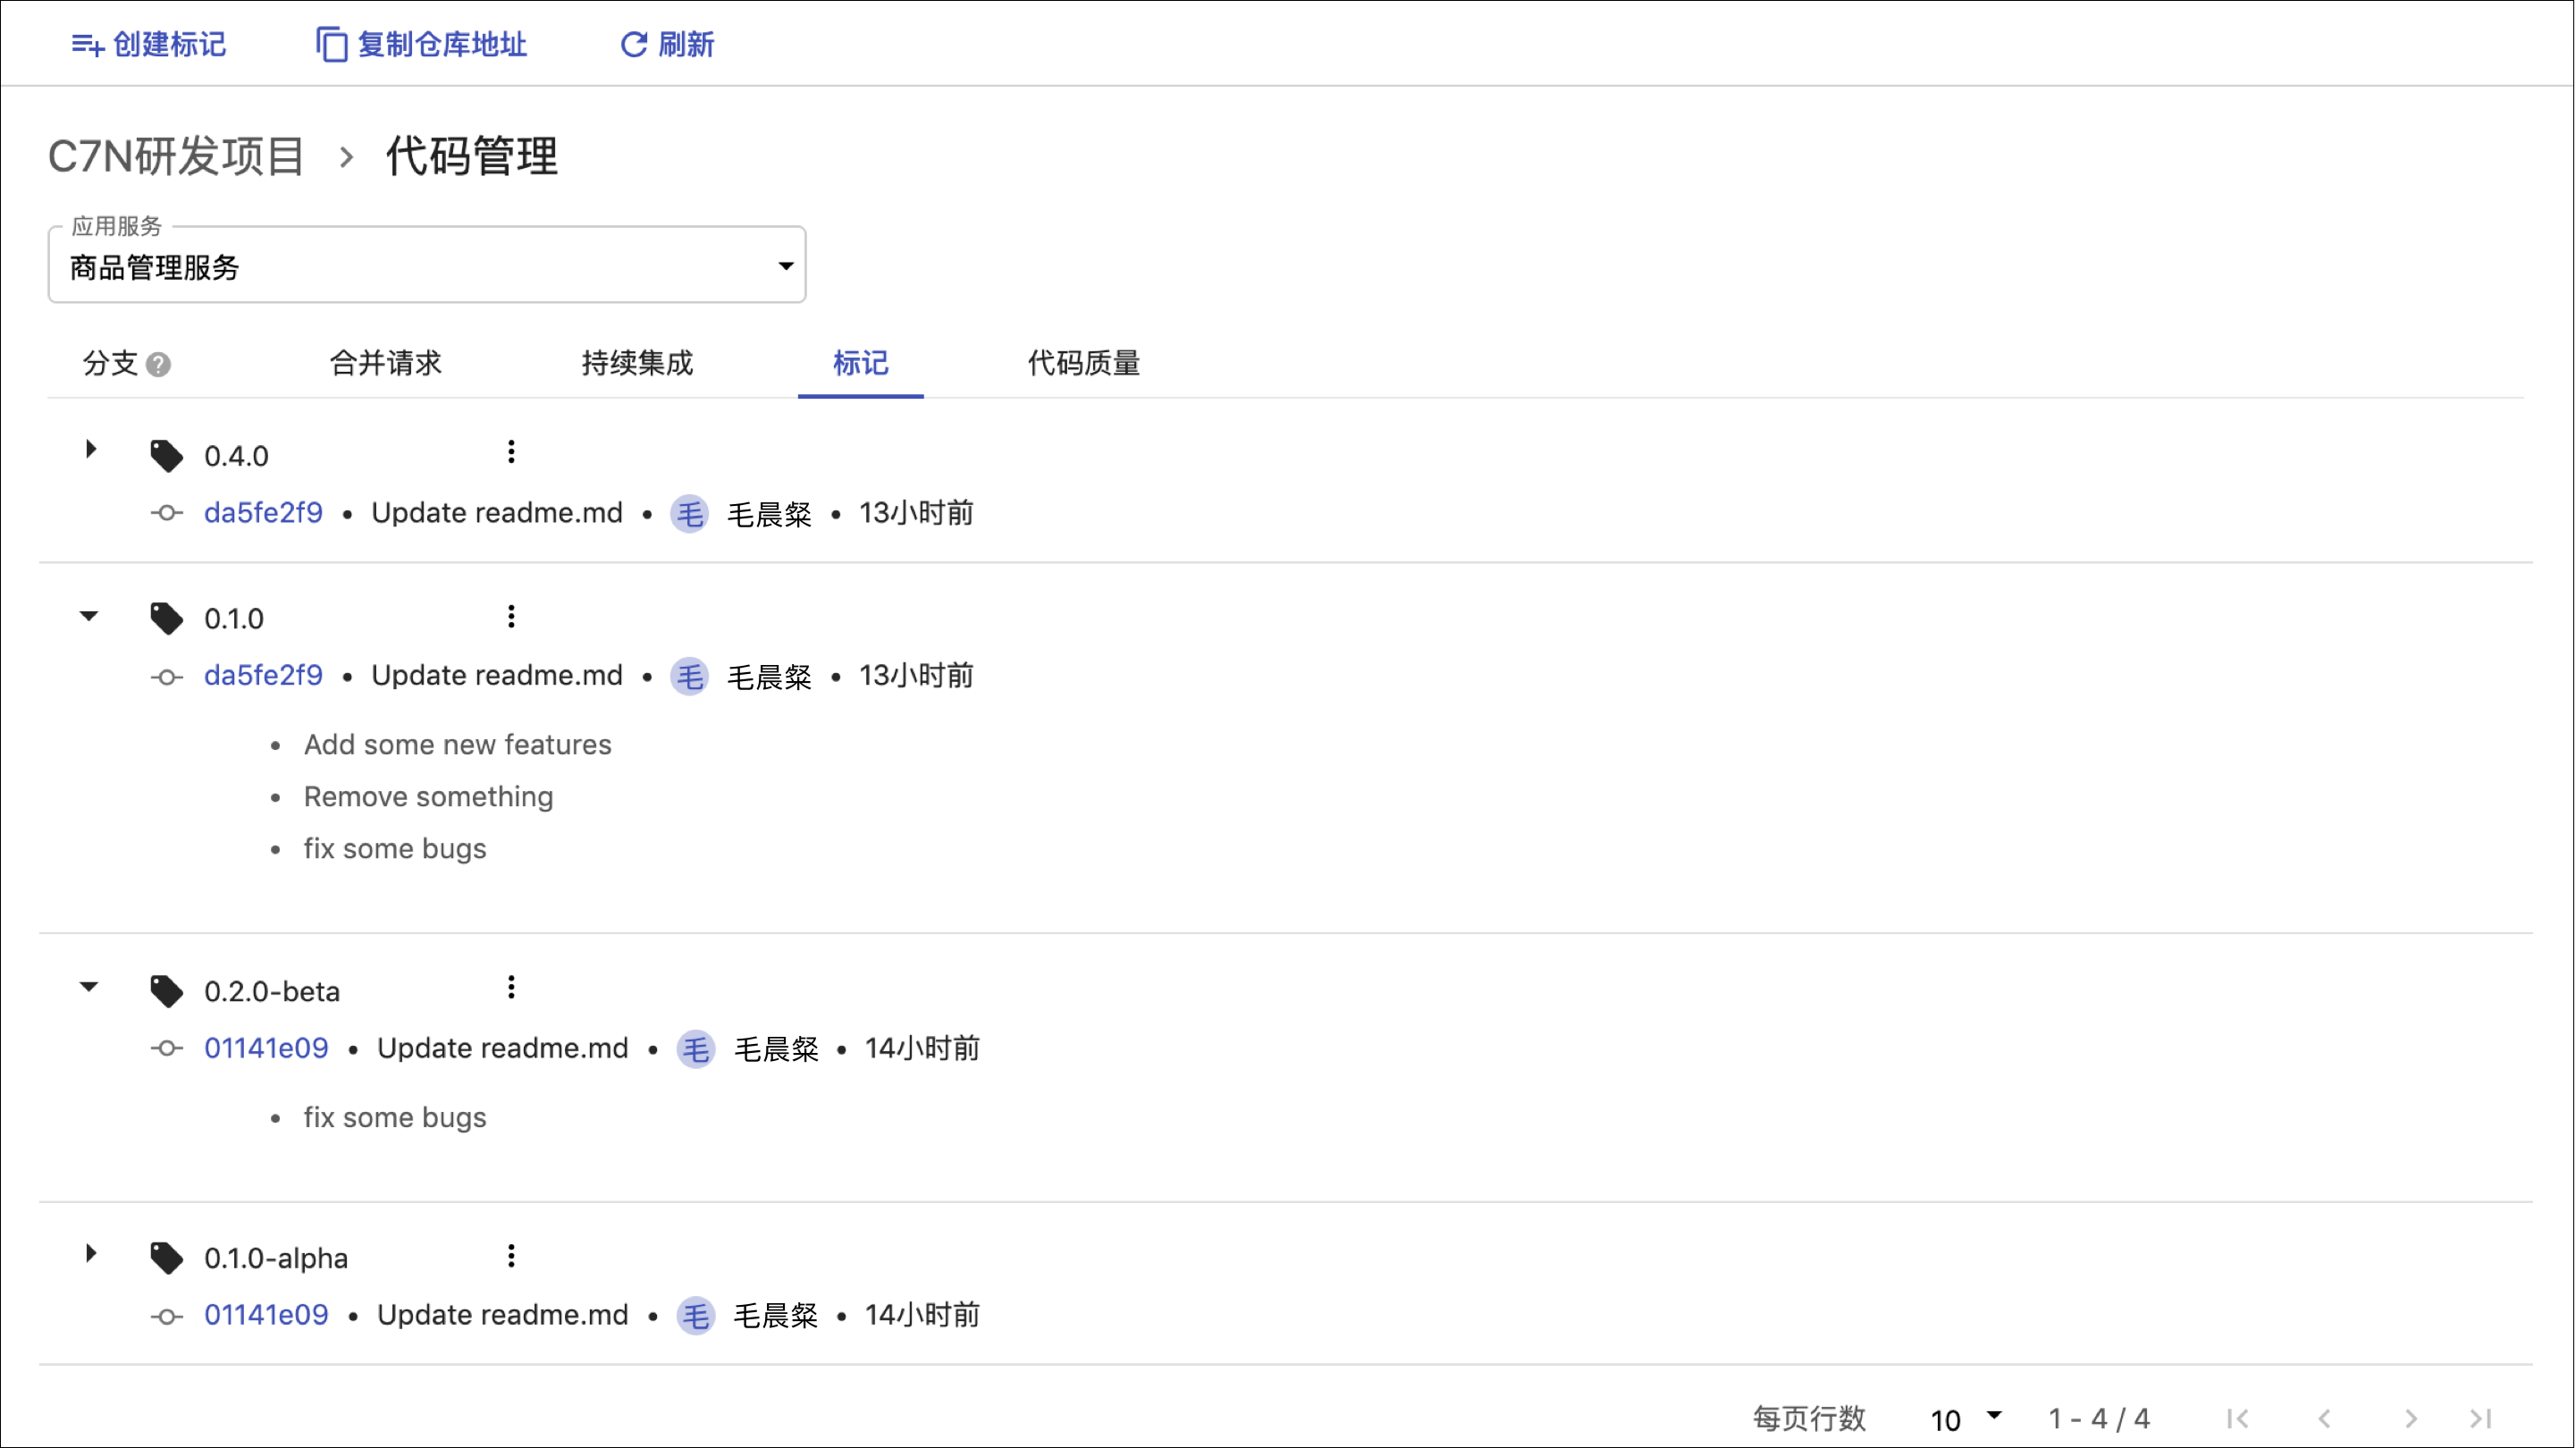 创建标记 复制仓库地址 刷新
C7N研发项目 > 代码管理
应用服务
商品管理服务
分支 ? 合并请求 持续集成 标记 代码质量
0.4.0
da5fe2f9 • Update readme.md • 毛 毛晨粲 • 13小时前
0.1.0
da5fe2f9 • Update readme.md • 毛 毛晨粲 • 13小时前
• Add some new features
• Remove something
• fix some bugs
0.2.0-beta
01141e09 • Update readme.md • 毛 毛晨粲 • 14小时前
• fix some bugs
0.1.0-alpha
01141e09 • Update readme.md • 毛 毛晨粲 • 14小时前
每页行数 10 1 - 4 / 4